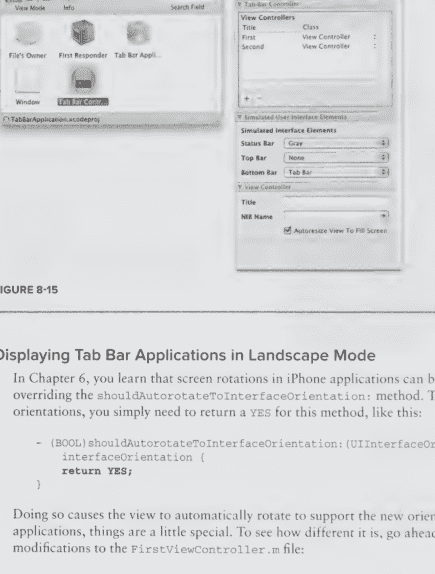 View Mode Info Search Field
File's Owner First Responder Tab Bar Appli...
Window Tab Bar Contr...
TabBarApplication.xcodeproj
Tab Bar Controller
View Controllers
Title Class
First View Controller
Second View Controller
+
Simulated User Interface Elements
Simulated Interface Elements
Status Bar Gray
Top Bar None
Bottom Bar Tab Bar
View Controller
Title
NIB Name
Autoresize View To Fill Screen
IGURE 8-15
Displaying Tab Bar Applications in Landscape Mode
In Chapter 6, you learn that screen rotations in iPhone applications can b
overriding the shouldAutorotateToInterfaceOrientation: method. T
orientations, you simply need to return a YES for this method, like this:
- (BOOL)shouldAutorotateToInterfaceOrientation:(UIInterfaceOr
interfaceOrientation {
return YES;
}
Doing so causes the view to automatically rotate to support the new orien
applications, things are a little special. To see how different it is, go ahead
modifications to the FirstViewController.m file: